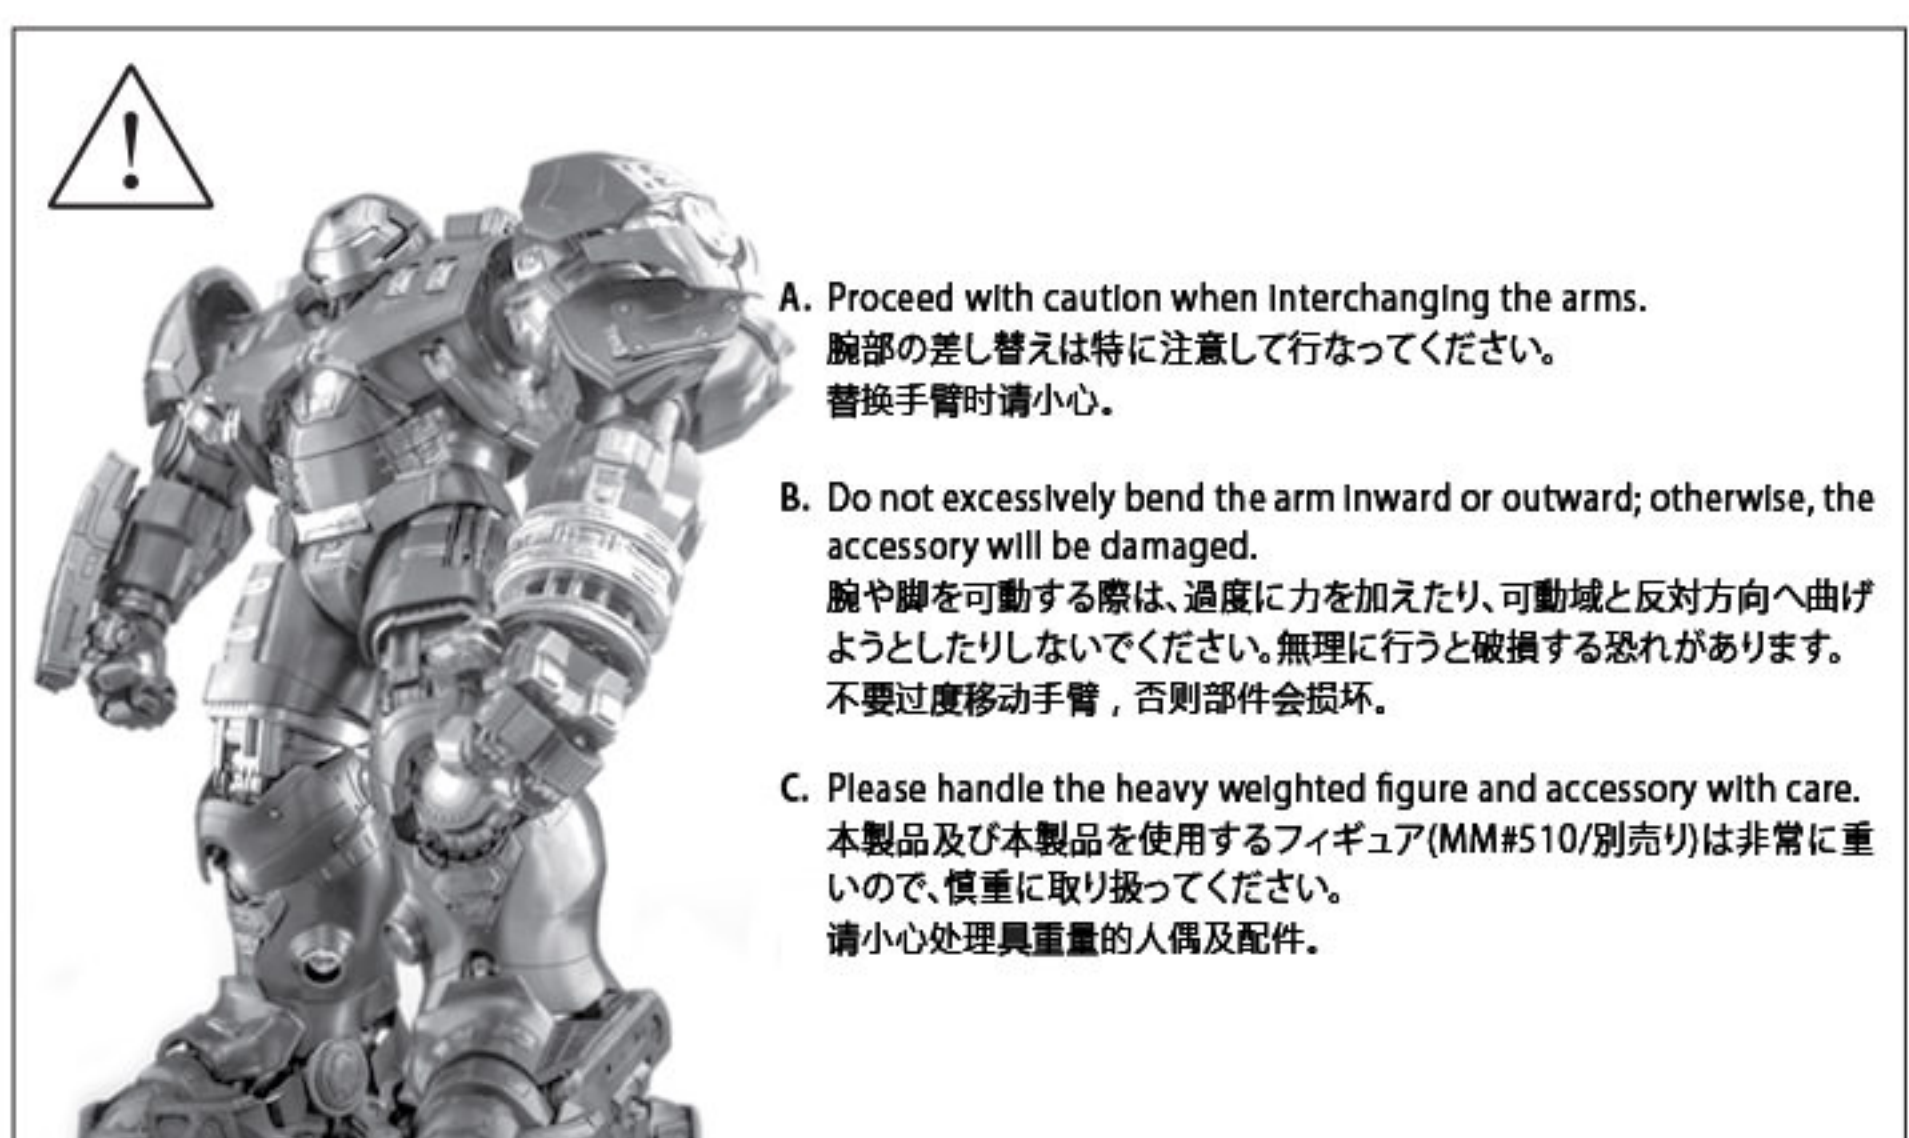 !
A. Proceed with caution when interchanging the arms.
腕部の差し替えは特に注意して行なってください。
替换手臂时请小心。
B. Do not excessively bend the arm inward or outward; otherwise, the
accessory will be damaged.
腕や脚を可動する際は、過度に力を加えたり、可動域と反対方向へ曲げ
ようとしたりしないでください。無理に行うと破損する恐れがあります。
不要过度移动手臂，否则部件会损坏。
C. Please handle the heavy weighted figure and accessory with care.
本製品及び本製品を使用するフィギュア(MM#510/別売り)は非常に重
いので、慎重に取り扱ってください。
请小心处理具重量的人偶及配件。